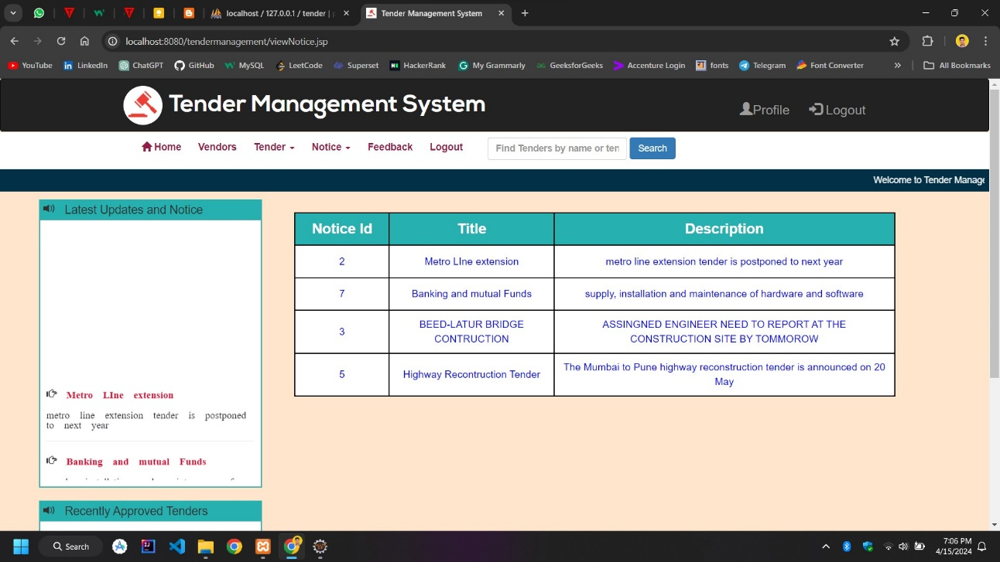 localhost / 127.0.0.1 / tender |
Tender Management System
localhost:8080/tendermanagement/viewNotice.jsp
YouTube LinkedIn ChatGPT GitHub MySQL LeetCode Superset HackerRank My Grammarly GeeksforGeeks Accenture Login fonts Telegram Font Converter » All Bookmarks
Tender Management System
Profile Logout
Home Vendors Tender Notice Feedback Logout Find Tenders by name or ten Search
Welcome to Tender Manage
Latest Updates and Notice
Metro LIne extension
metro line extension tender is postponed
to next year
Banking and mutual Funds
Recently Approved Tenders
Notice Id Title Description
2 Metro LIne extension metro line extension tender is postponed to next year
7 Banking and mutual Funds supply, installation and maintenance of hardware and software
3 BEED-LATUR BRIDGE CONTRUCTION ASSINGNED ENGINEER NEED TO REPORT AT THE CONSTRUCTION SITE BY TOMMOROW
5 Highway Recontruction Tender The Mumbai to Pune highway reconstruction tender is announced on 20 May
Search
7:06 PM
4/15/2024